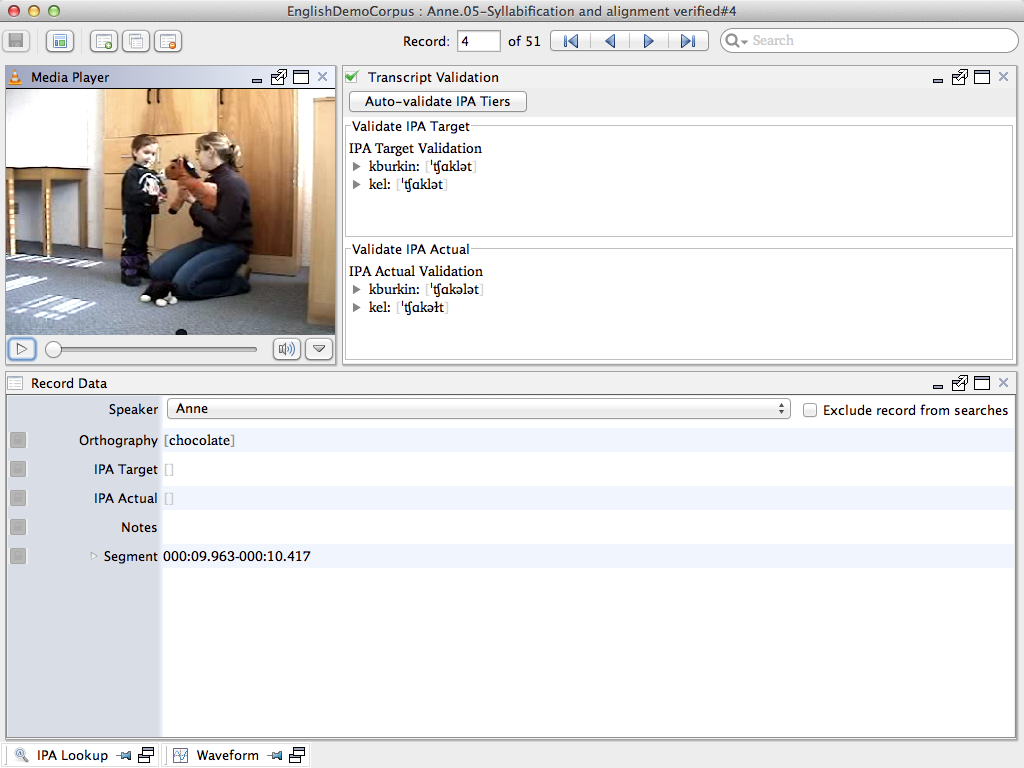 EnglishDemoCorpus : Anne.05-Syllabification and alignment verified#4
Record: 4 of 51
Search
Media Player
Transcript Validation
Auto-validate IPA Tiers
Validate IPA Target
IPA Target Validation
kburkin: [ˈʧɑklət]
kel: [ˈʧɑklət]
Validate IPA Actual
IPA Actual Validation
kburkin: [ˈʧɑkələt]
kel: [ˈʧɑkəɫt]
Record Data
Speaker Anne Exclude record from searches
Orthography [chocolate]
IPA Target []
IPA Actual []
Notes
Segment 000:09.963-000:10.417
IPA Lookup Waveform